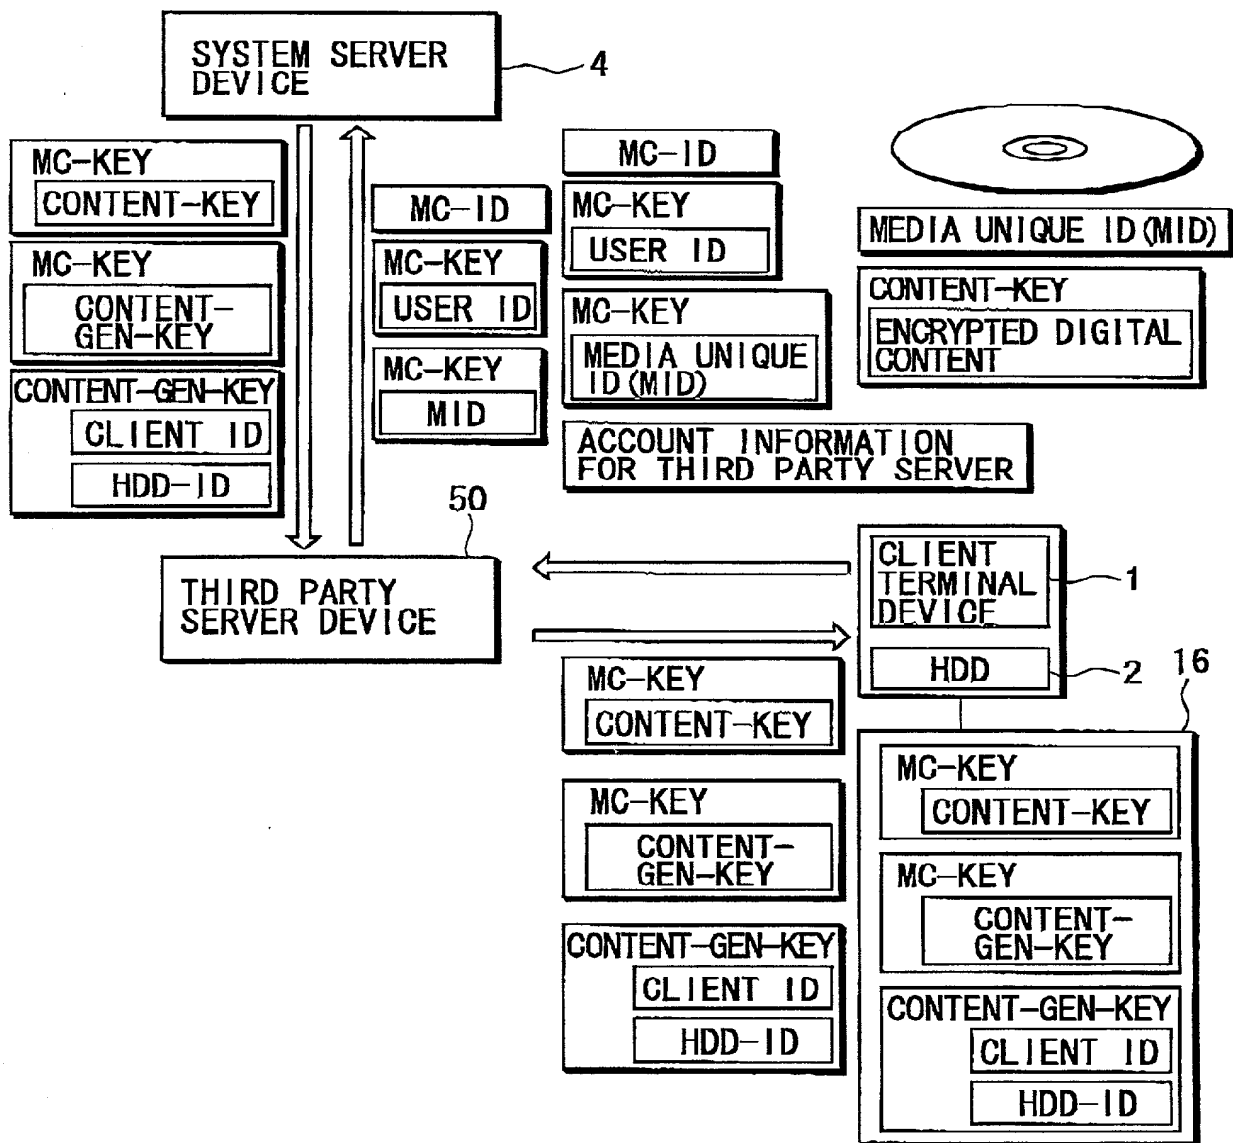 SYSTEM SERVER
DEVICE
4
MC-KEY
CONTENT-KEY
MC-KEY
CONTENT-
GEN-KEY
CONTENT-GEN-KEY
CLIENT ID
HDD-ID
MC-ID
MC-KEY
USER ID
MC-KEY
MID
MC-ID
MC-KEY
USER ID
MC-KEY
MEDIA UNIQUE
ID(MID)
ACCOUNT INFORMATION
FOR THIRD PARTY SERVER
MEDIA UNIQUE ID(MID)
CONTENT-KEY
ENCRYPTED DIGITAL
CONTENT
50
THIRD PARTY
SERVER DEVICE
CLIENT
TERMINAL
DEVICE
1
HDD
2
16
MC-KEY
CONTENT-KEY
MC-KEY
CONTENT-
GEN-KEY
CONTENT-GEN-KEY
CLIENT ID
HDD-ID
MC-KEY
CONTENT-KEY
MC-KEY
CONTENT-
GEN-KEY
CONTENT-GEN-KEY
CLIENT ID
HDD-ID